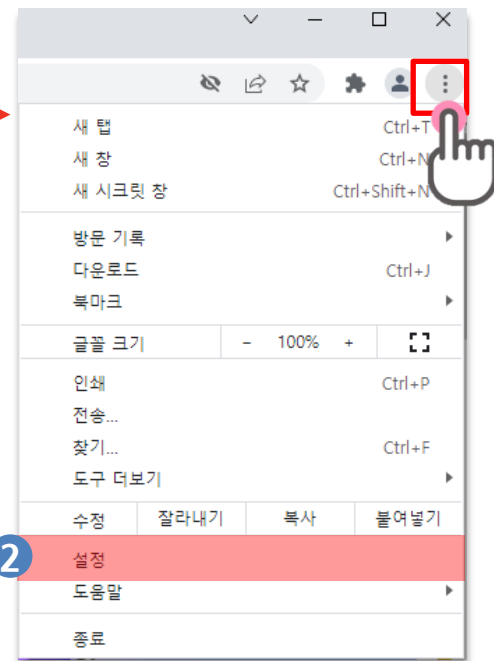 새 탭 Ctrl+T
새 창 Ctrl+N
새 시크릿 창 Ctrl+Shift+N
방문 기록
다운로드 Ctrl+J
북마크
글꼴 크기 - 100% +
인쇄 Ctrl+P
전송...
찾기... Ctrl+F
도구 더보기
수정 잘라내기 복사 붙여넣기
2 설정
도움말
종료